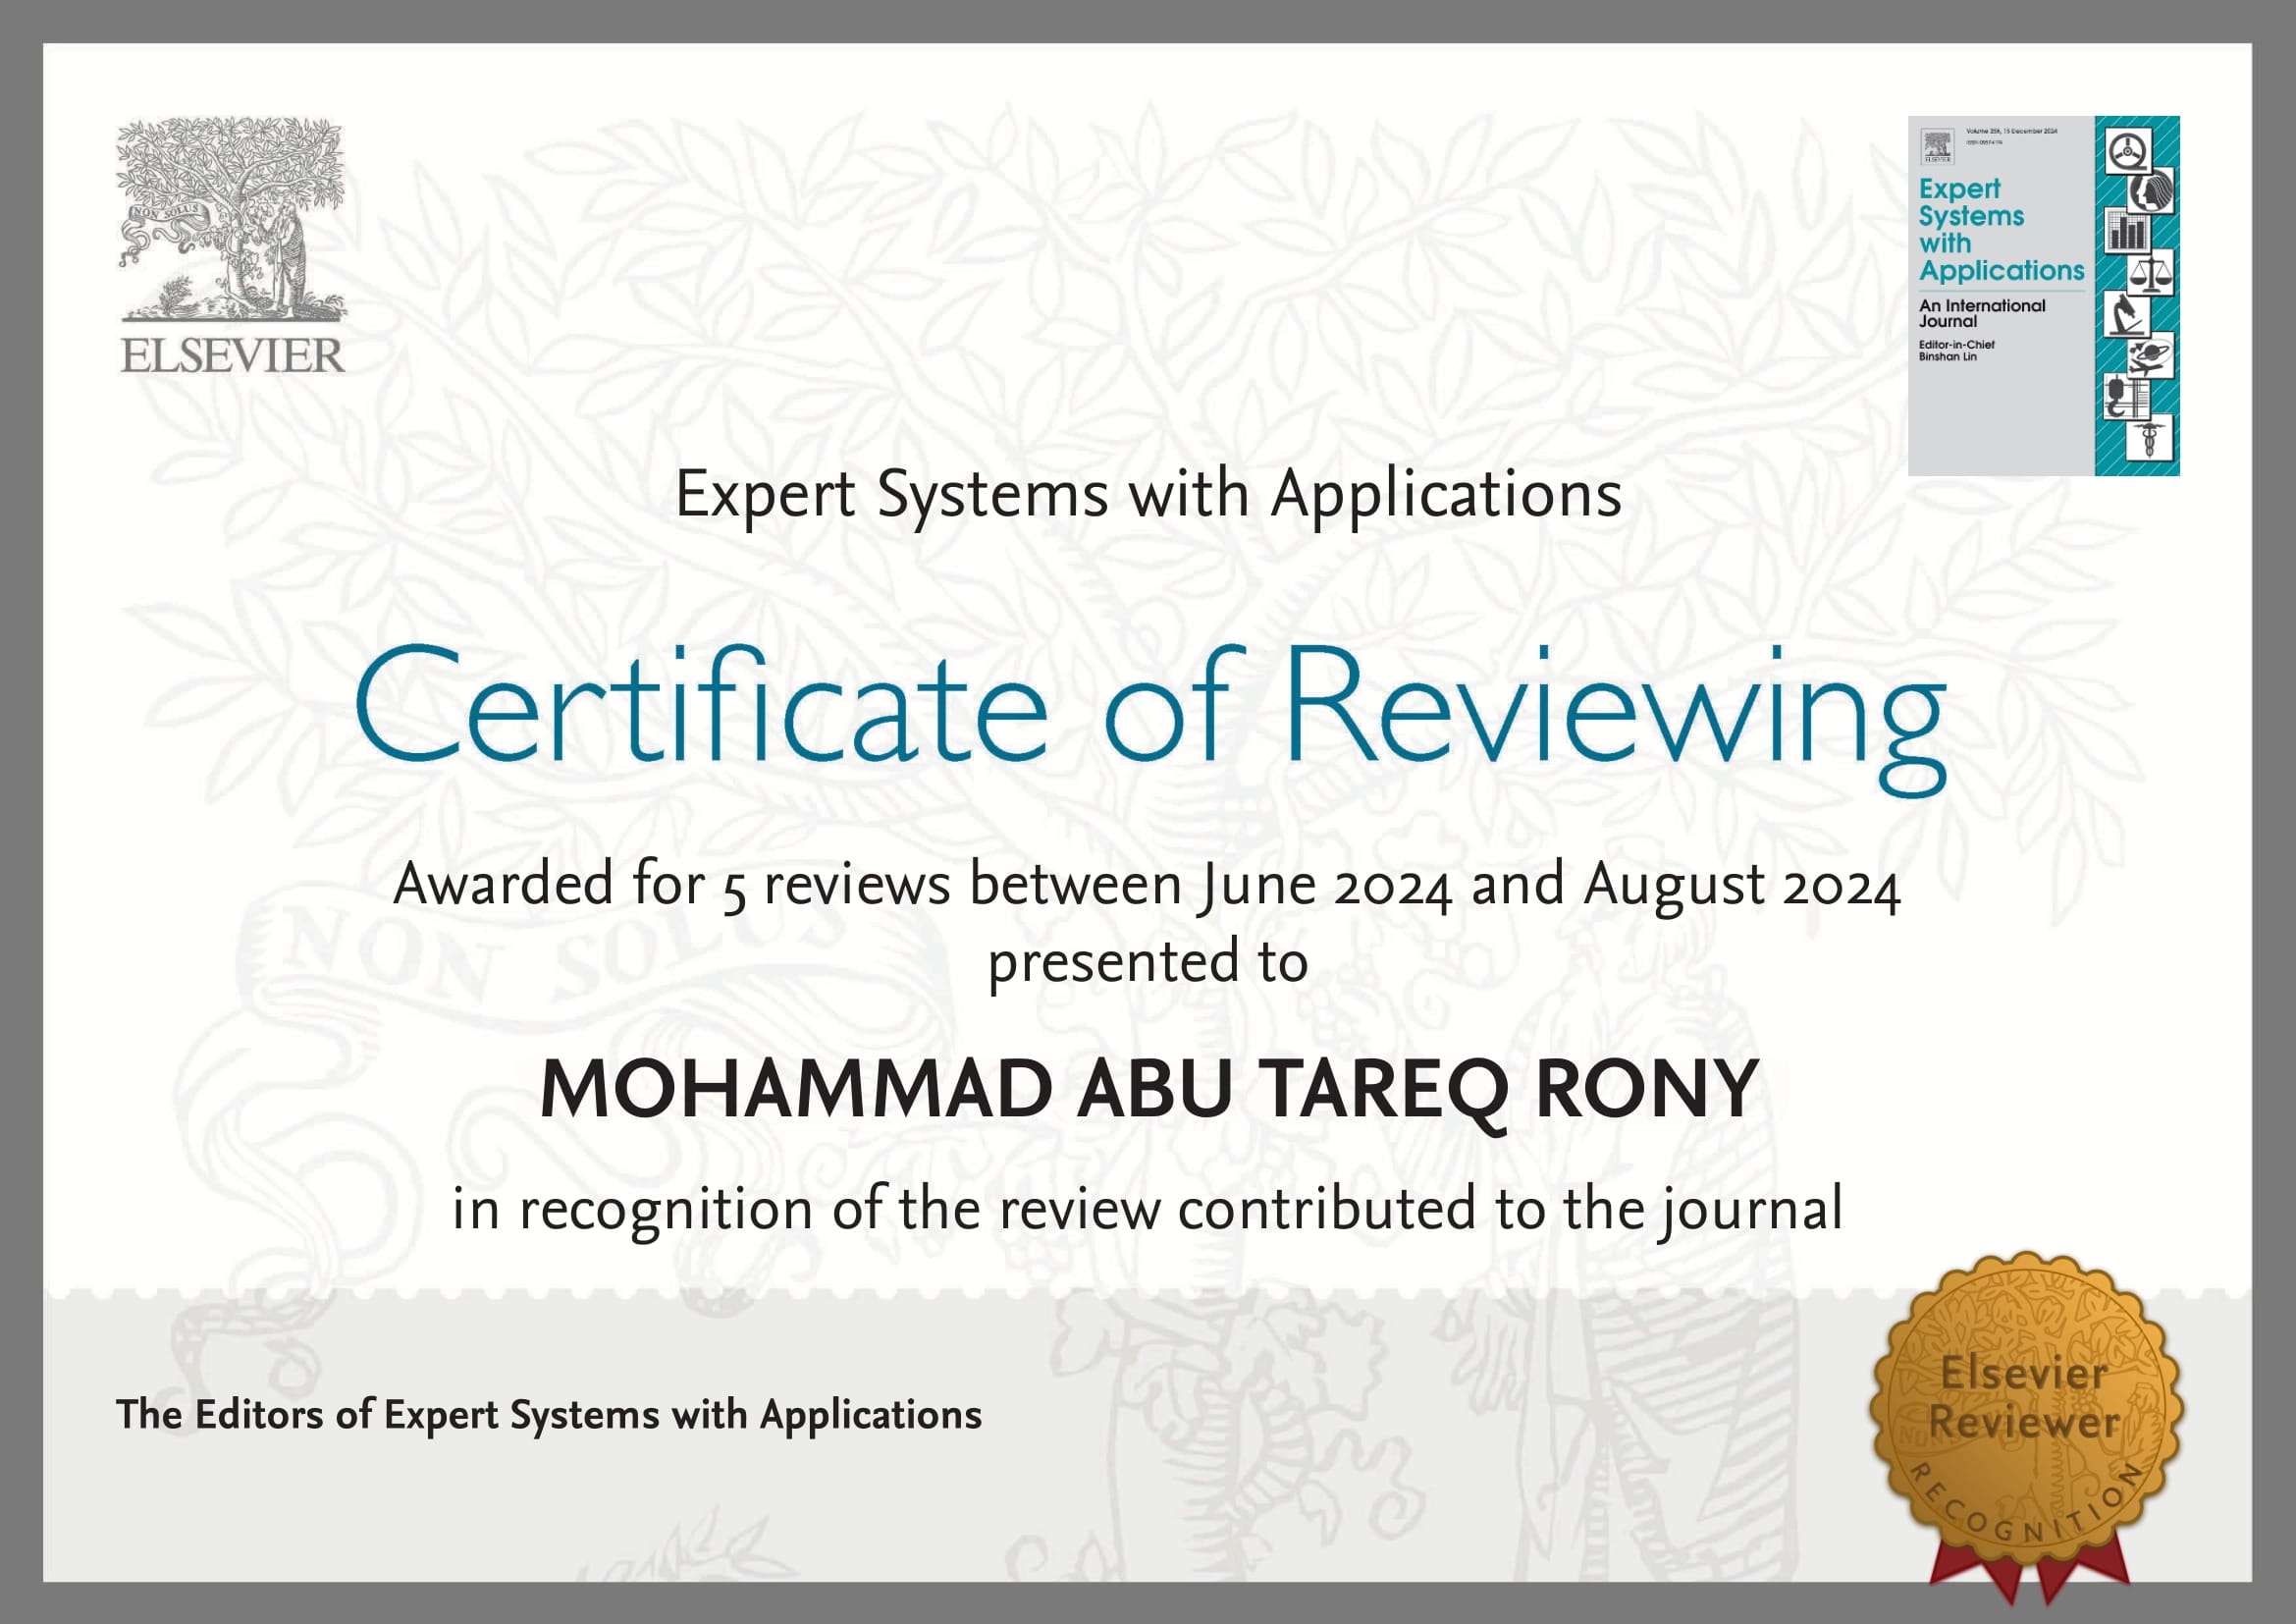 NON SOLUS
ELSEVIER
ELSEVIER
Expert
Systems
with
Applications
An International
Journal
Editor-in-Chief
Binshan Lin
Expert Systems with Applications
Certificate of Reviewing
Awarded for 5 reviews between June 2024 and August 2024
NON SOLUS
presented to
MOHAMMAD ABU TAREQ RONY
in recognition of the review contributed to the journal
The Editors of Expert Systems with Applications
Elsevier
Reviewer
RECOGNITION